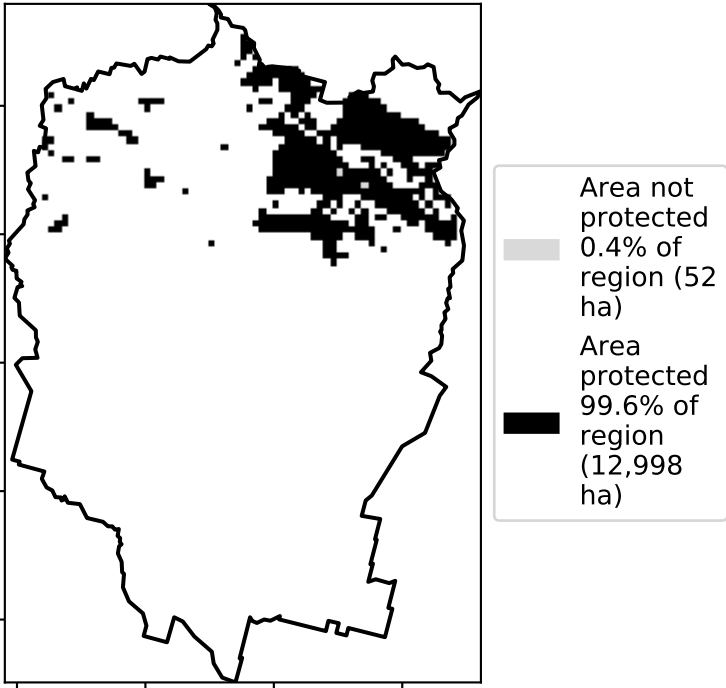 Area not
protected
0.4% of
region (52
ha)
Area
protected
99.6% of
region
(12,998
ha)